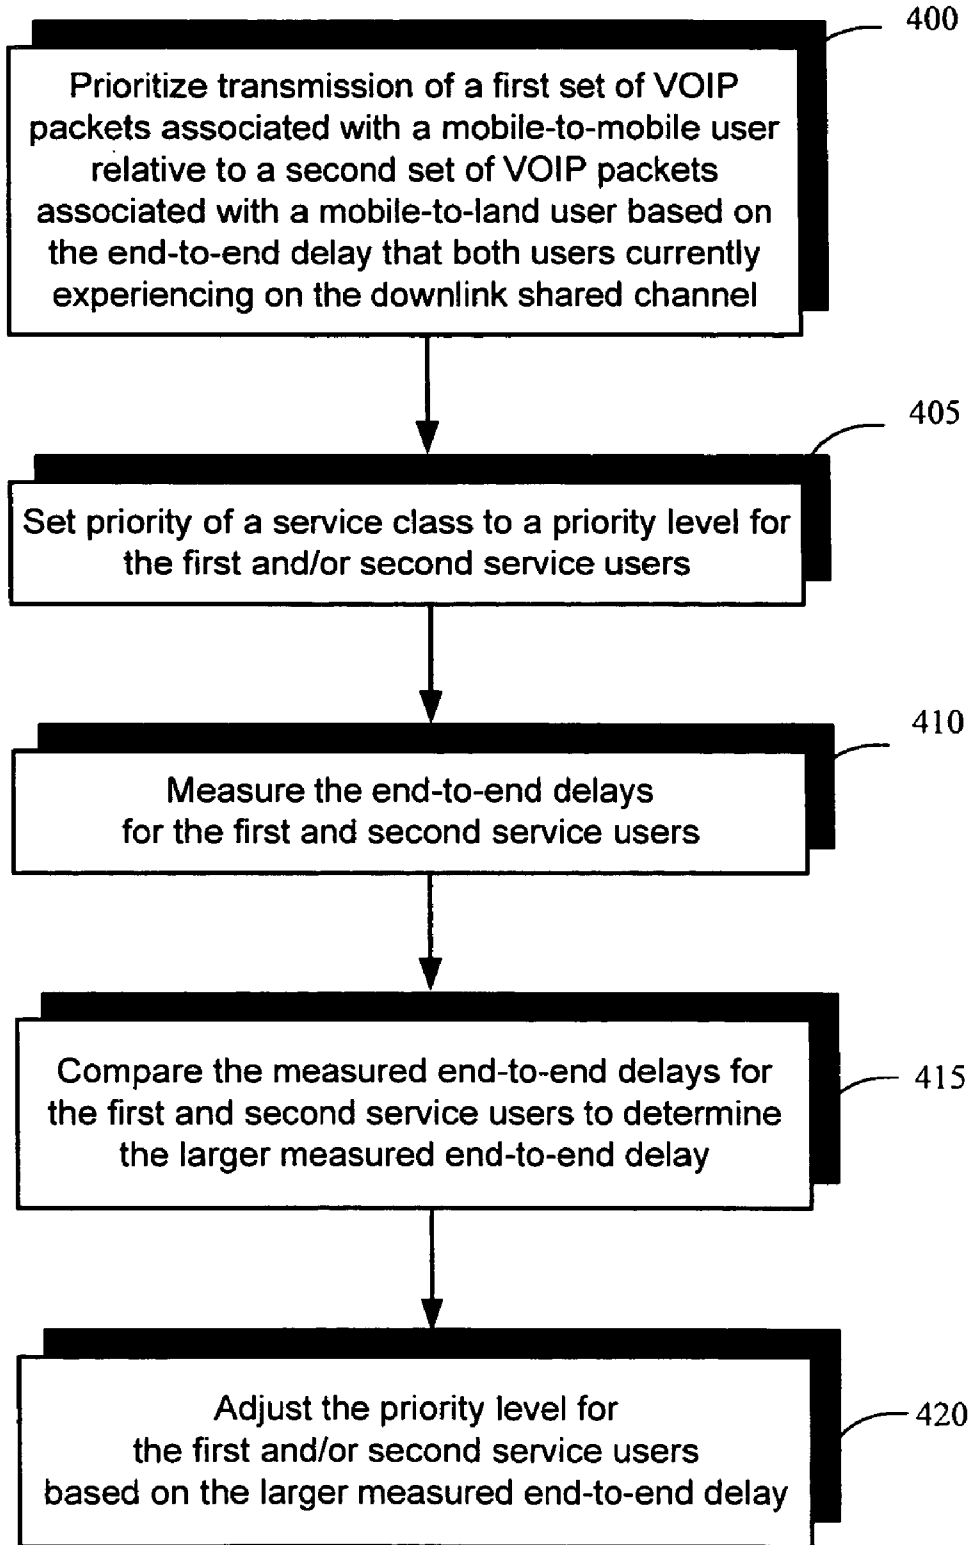 400
Prioritize transmission of a first set of VOIP
packets associated with a mobile-to-mobile user
relative to a second set of VOIP packets
associated with a mobile-to-land user based on
the end-to-end delay that both users currently
experiencing on the downlink shared channel
405
Set priority of a service class to a priority level for
the first and/or second service users
410
Measure the end-to-end delays
for the first and second service users
Compare the measured end-to-end delays for
the first and second service users to determine
the larger measured end-to-end delay
415
Adjust the priority level for
the first and/or second service users
based on the larger measured end-to-end delay
420